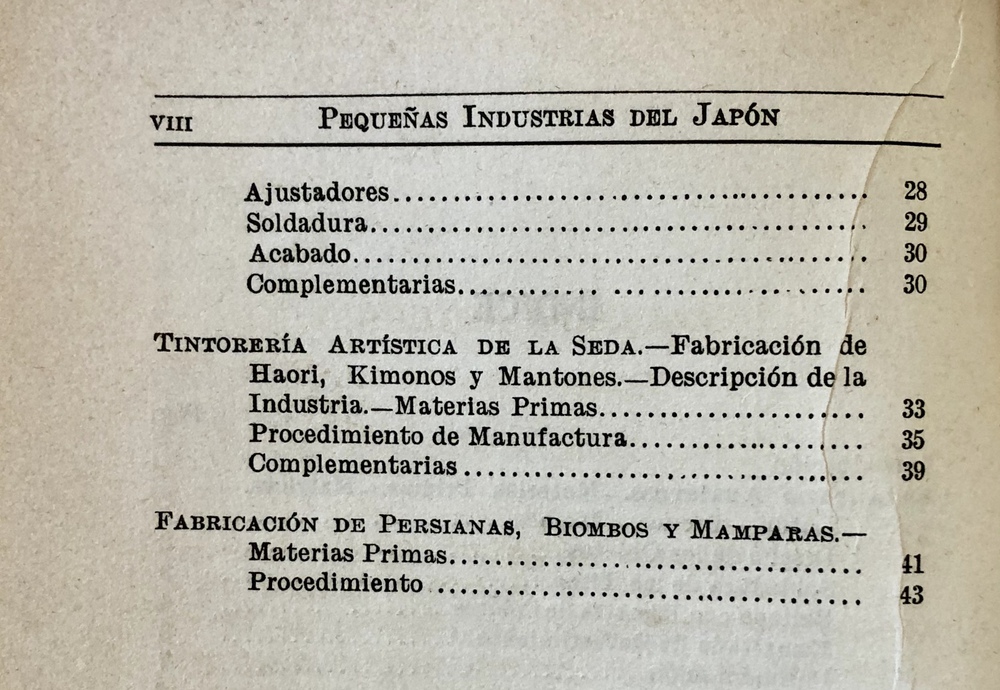 VIII PEQUEÑAS INDUSTRIAS DEL JAPÓN
Ajustadores.......................................................... 28
Soldadura............................................................ 29
Acabado.............................................................. 30
Complementarias............... ........................... 30
TINTORERÍA ARTÍSTICA DE LA SEDA.—Fabricación de
Haori, Kimonos y Mantones.—Descripción de la
Industria.—Materias Primas............................ 33
Procedimiento de Manufactura......................... 35
Complementarias ............................................. 39
FABRICACIÓN DE PERSIANAS, BIOMBOS Y MAMPARAS.—
Materias Primas............................................... 41
Procedimiento ................................................. 43